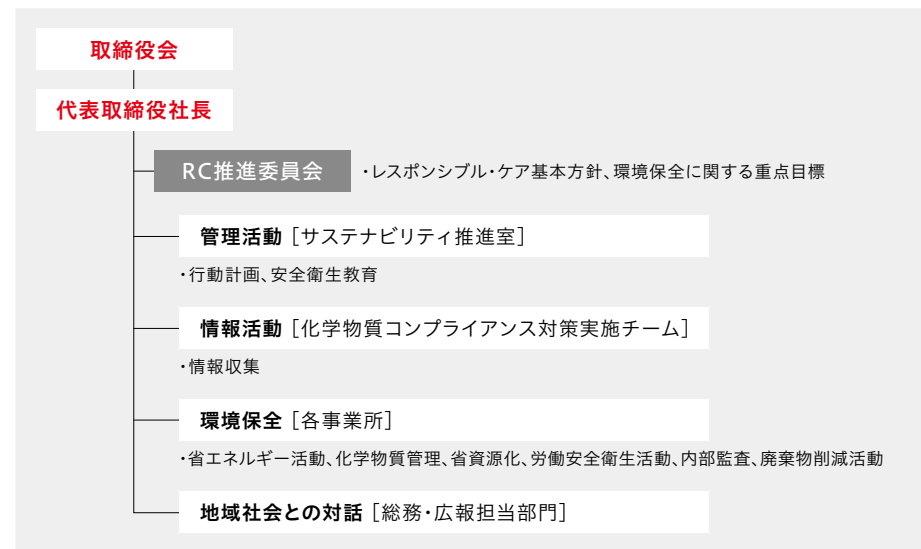 取締役会
代表取締役社長
RC推進委員会 ・レスポンシブル・ケア基本方針、環境保全に関する重点目標
管理活動［サステナビリティ推進室］
・行動計画、安全衛生教育
情報活動［化学物質コンプライアンス対策実施チーム］
・情報収集
環境保全［各事業所］
・省エネルギー活動、化学物質管理、省資源化、労働安全衛生活動、内部監査、廃棄物削減活動
地域社会との対話［総務・広報担当部門］